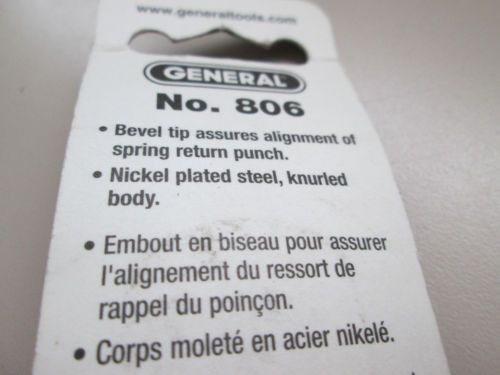 www.generaltools.com
GENERAL
No. 806
• Bevel tip assures alignment of
spring return punch.
• Nickel plated steel, knurled
body.
• Embout en biseau pour assurer
l'alignement du ressort de
rappel du poinçon.
• Corps moleté en acier nikelé.